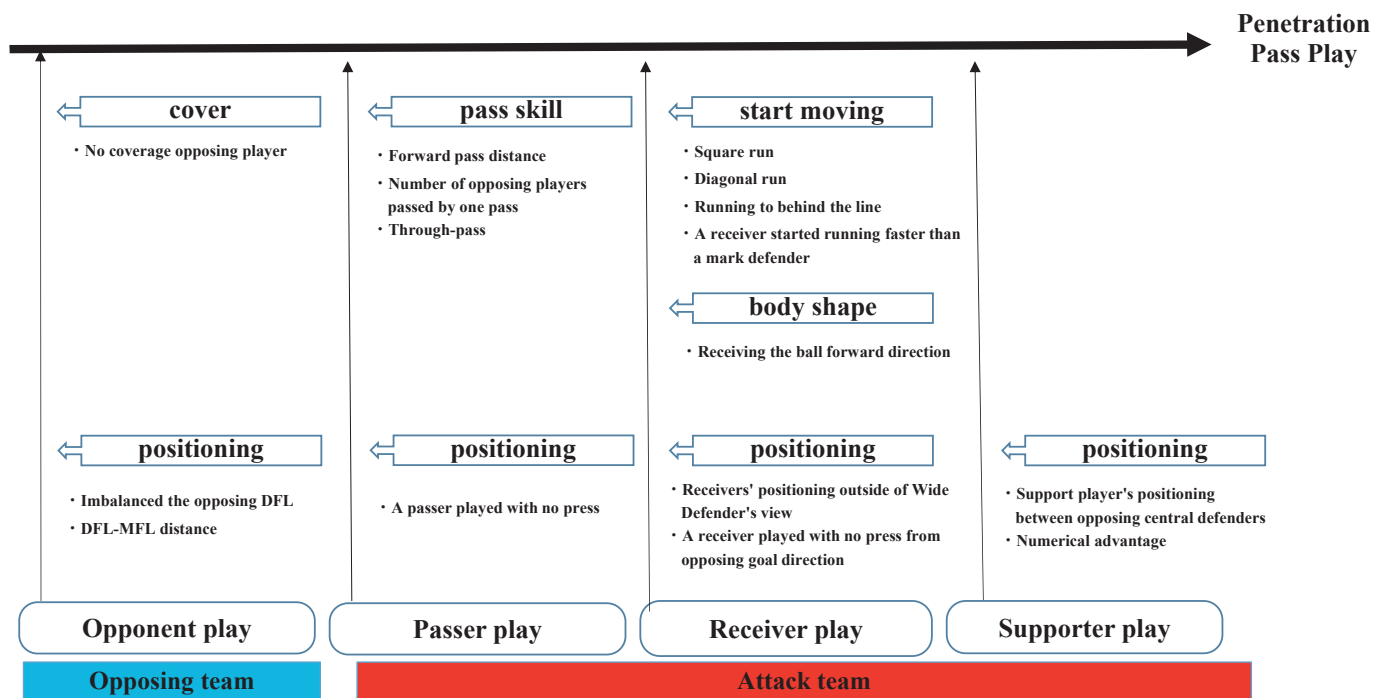 Penetration
Pass Play
cover
・No coverage opposing player
positioning
・Imbalanced the opposing DFL
・DFL-MFL distance
Opponent play
Opposing team
pass skill
・Forward pass distance
・Number of opposing players
passed by one pass
・Through-pass
positioning
・A passer played with no press
Passer play
start moving
・Square run
・Diagonal run
・Running to behind the line
・A receiver started running faster than
a mark defender
body shape
・Receiving the ball forward direction
positioning
・Receivers' positioning outside of Wide
Defender's view
・A receiver played with no press from
opposing goal direction
Receiver play
positioning
・Support player's positioning
between opposing central defenders
・Numerical advantage
Supporter play
Attack team